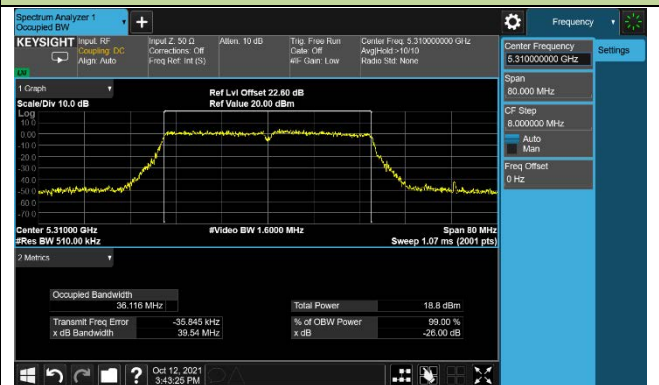 Spectrum Analyzer 1
Occupied BW
Frequency
KEYSIGHT
Input: RF
Coupling: DC
Align: Auto
Input Z: 50 Ω
Corrections: Off
Freq Ref: Int (S)
Atten: 10 dB
Trig: Free Run
Gate: Off
#IF Gain: Low
Center Freq: 5.310000000 GHz
Avg|Hold:>10/10
Radio Std: None
LXI
Center Frequency
5.310000000 GHz
Settings
Span
80.000 MHz
CF Step
8.000000 MHz
Auto
Man
Freq Offset
0 Hz
1 Graph
Scale/Div 10.0 dB
Ref Lvl Offset 22.60 dB
Ref Value 20.00 dBm
Log
10.0
0.00
-10.0
-20.0
-30.0
-40.0
-50.0
-60.0
-70.0
Center 5.31000 GHz
#Res BW 510.00 kHz
#Video BW 1.6000 MHz
Span 80 MHz
Sweep 1.07 ms (2001 pts)
2 Metrics
Occupied Bandwidth
36.116 MHz
Total Power 18.8 dBm
Transmit Freq Error -35.845 kHz
% of OBW Power 99.00 %
x dB Bandwidth 39.54 MHz
x dB -26.00 dB
Oct 12, 2021
3:43:25 PM